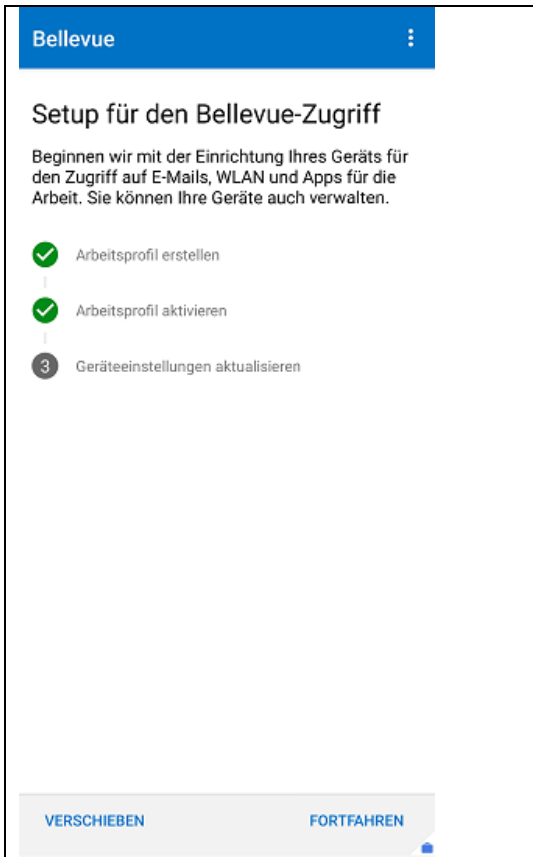 Bellevue
Setup für den Bellevue-Zugriff
Beginnen wir mit der Einrichtung Ihres Geräts für
den Zugriff auf E-Mails, WLAN und Apps für die
Arbeit. Sie können Ihre Geräte auch verwalten.
Arbeitsprofil erstellen
Arbeitsprofil aktivieren
3 Geräteeinstellungen aktualisieren
VERSCHIEBEN FORTFAHREN